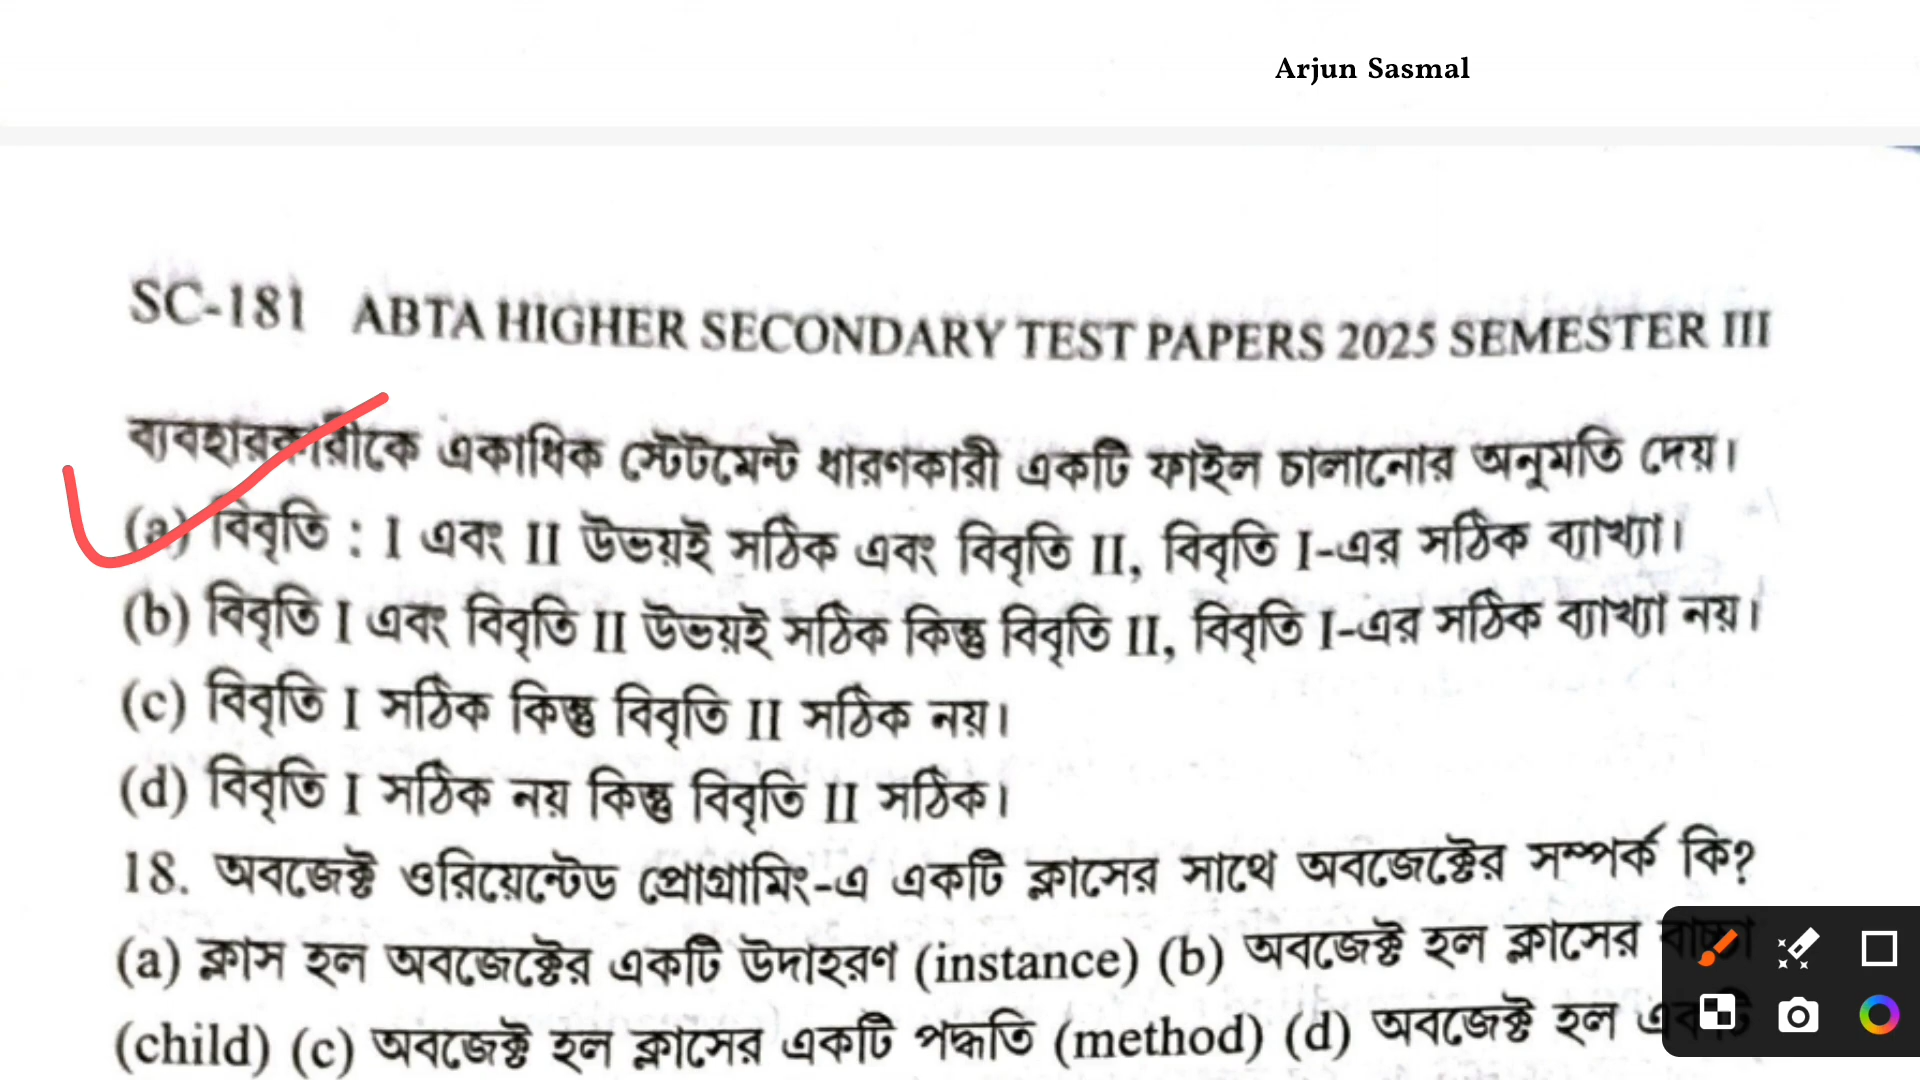 Arjun Sasmal
SC-181 ABTA HIGHER SECONDARY TEST PAPERS 2025 SEMESTER III
ব্যবহারকারীকে একাধিক স্টেটমেন্ট ধারণকারী একটি ফাইল চালানোর অনুমতি দেয়।
(a) বিবৃতি : I এবং II উভয়ই সঠিক এবং বিবৃতি II, বিবৃতি I-এর সঠিক ব্যাখ্যা।
(b) বিবৃতি I এবং বিবৃতি II উভয়ই সঠিক কিন্তু বিবৃতি II, বিবৃতি I-এর সঠিক ব্যাখ্যা নয়।
(c) বিবৃতি I সঠিক কিন্তু বিবৃতি II সঠিক নয়।
(d) বিবৃতি I সঠিক নয় কিন্তু বিবৃতি II সঠিক।
18. অবজেক্ট ওরিয়েন্টেড প্রোগ্রামিং-এ একটি ক্লাসের সাথে অবজেক্টের সম্পর্ক কি?
(a) ক্লাস হল অবজেক্টের একটি উদাহরণ (instance) (b) অবজেক্ট হল ক্লাসের
(child) (c) অবজেক্ট হল ক্লাসের একটি পদ্ধতি (method) (d) অবজেক্ট হল